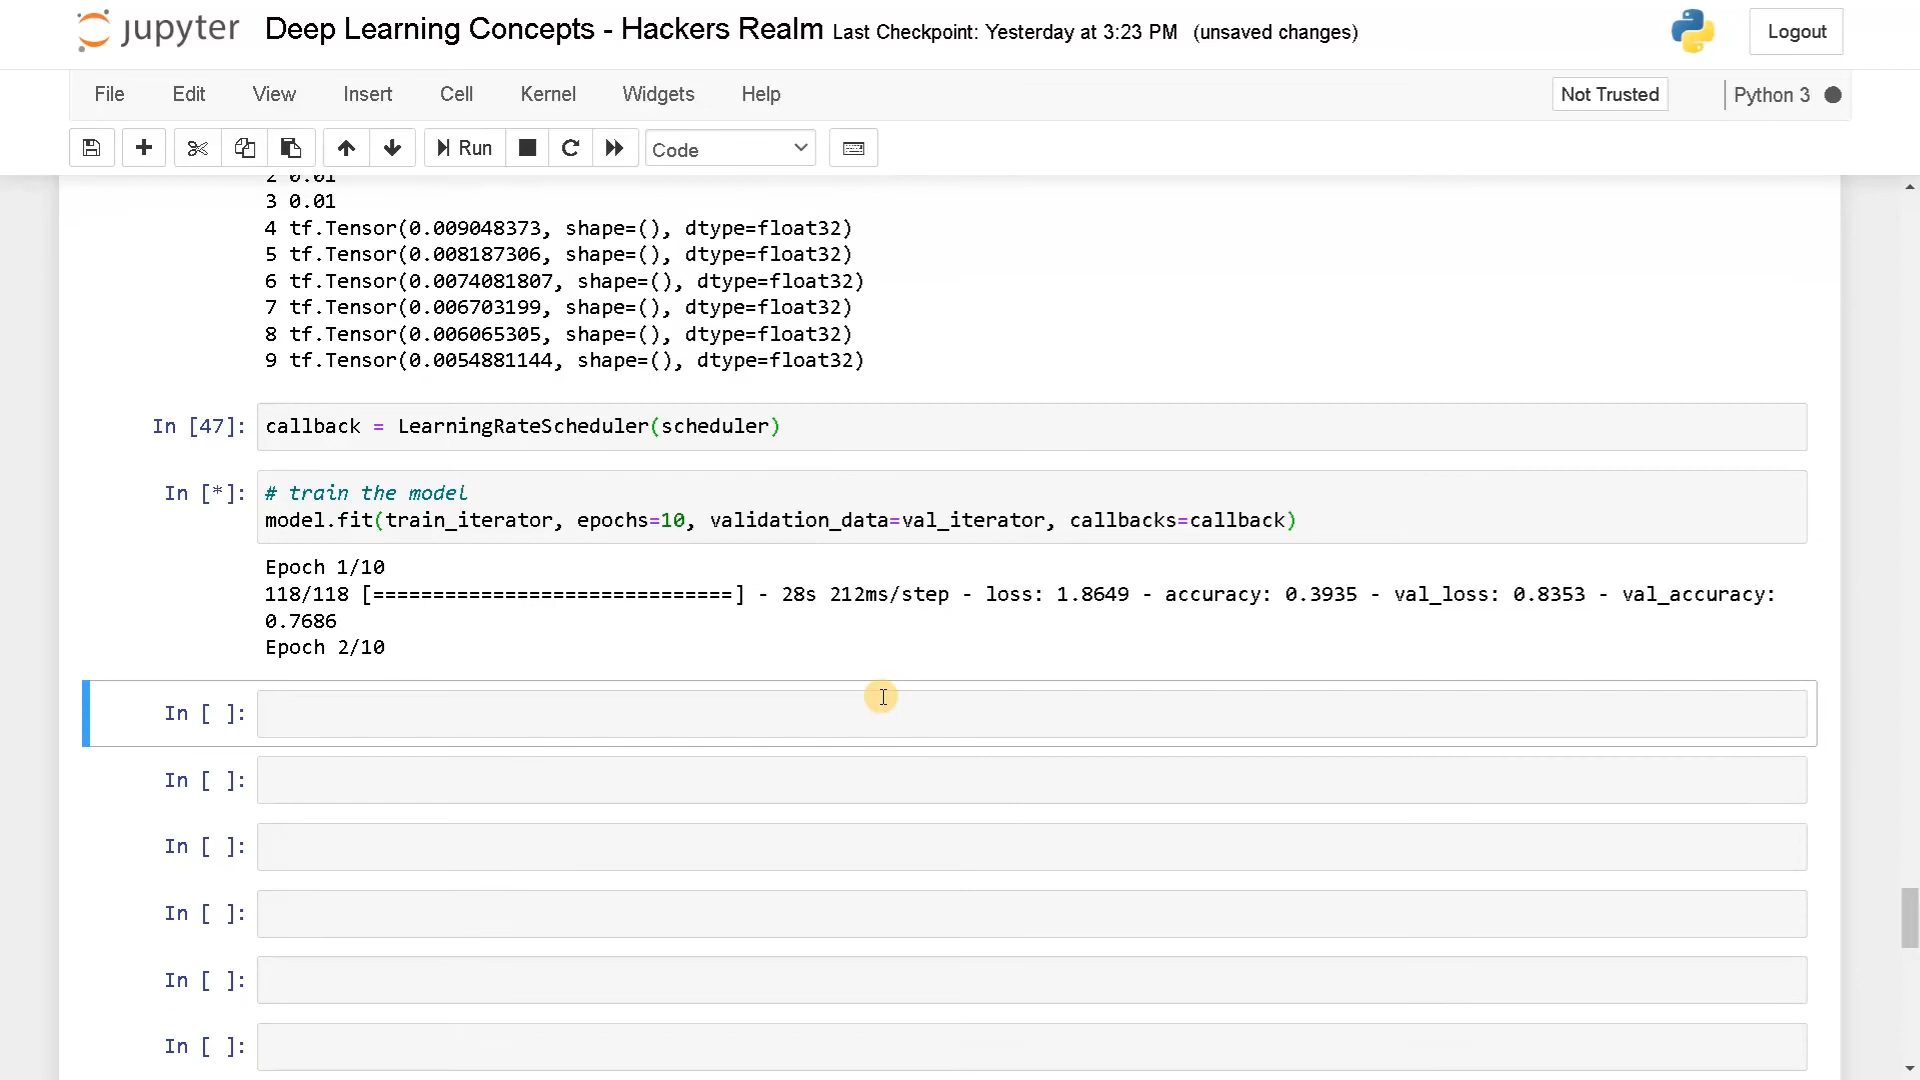 jupyter Deep Learning Concepts - Hackers Realm Last Checkpoint: Yesterday at 3:23 PM (unsaved changes) Logout
File Edit View Insert Cell Kernel Widgets Help Not Trusted Python 3
Run Code
2 0.01
3 0.01
4 tf.Tensor(0.009048373, shape=(), dtype=float32)
5 tf.Tensor(0.008187306, shape=(), dtype=float32)
6 tf.Tensor(0.0074081807, shape=(), dtype=float32)
7 tf.Tensor(0.006703199, shape=(), dtype=float32)
8 tf.Tensor(0.006065305, shape=(), dtype=float32)
9 tf.Tensor(0.0054881144, shape=(), dtype=float32)
In [47]: callback = LearningRateScheduler(scheduler)
In [*]: # train the model
model.fit(train_iterator, epochs=10, validation_data=val_iterator, callbacks=callback)
Epoch 1/10
118/118 [==============================] - 28s 212ms/step - loss: 1.8649 - accuracy: 0.3935 - val_loss: 0.8353 - val_accuracy:
0.7686
Epoch 2/10
In [ ]:
In [ ]:
In [ ]:
In [ ]:
In [ ]:
In [ ]: